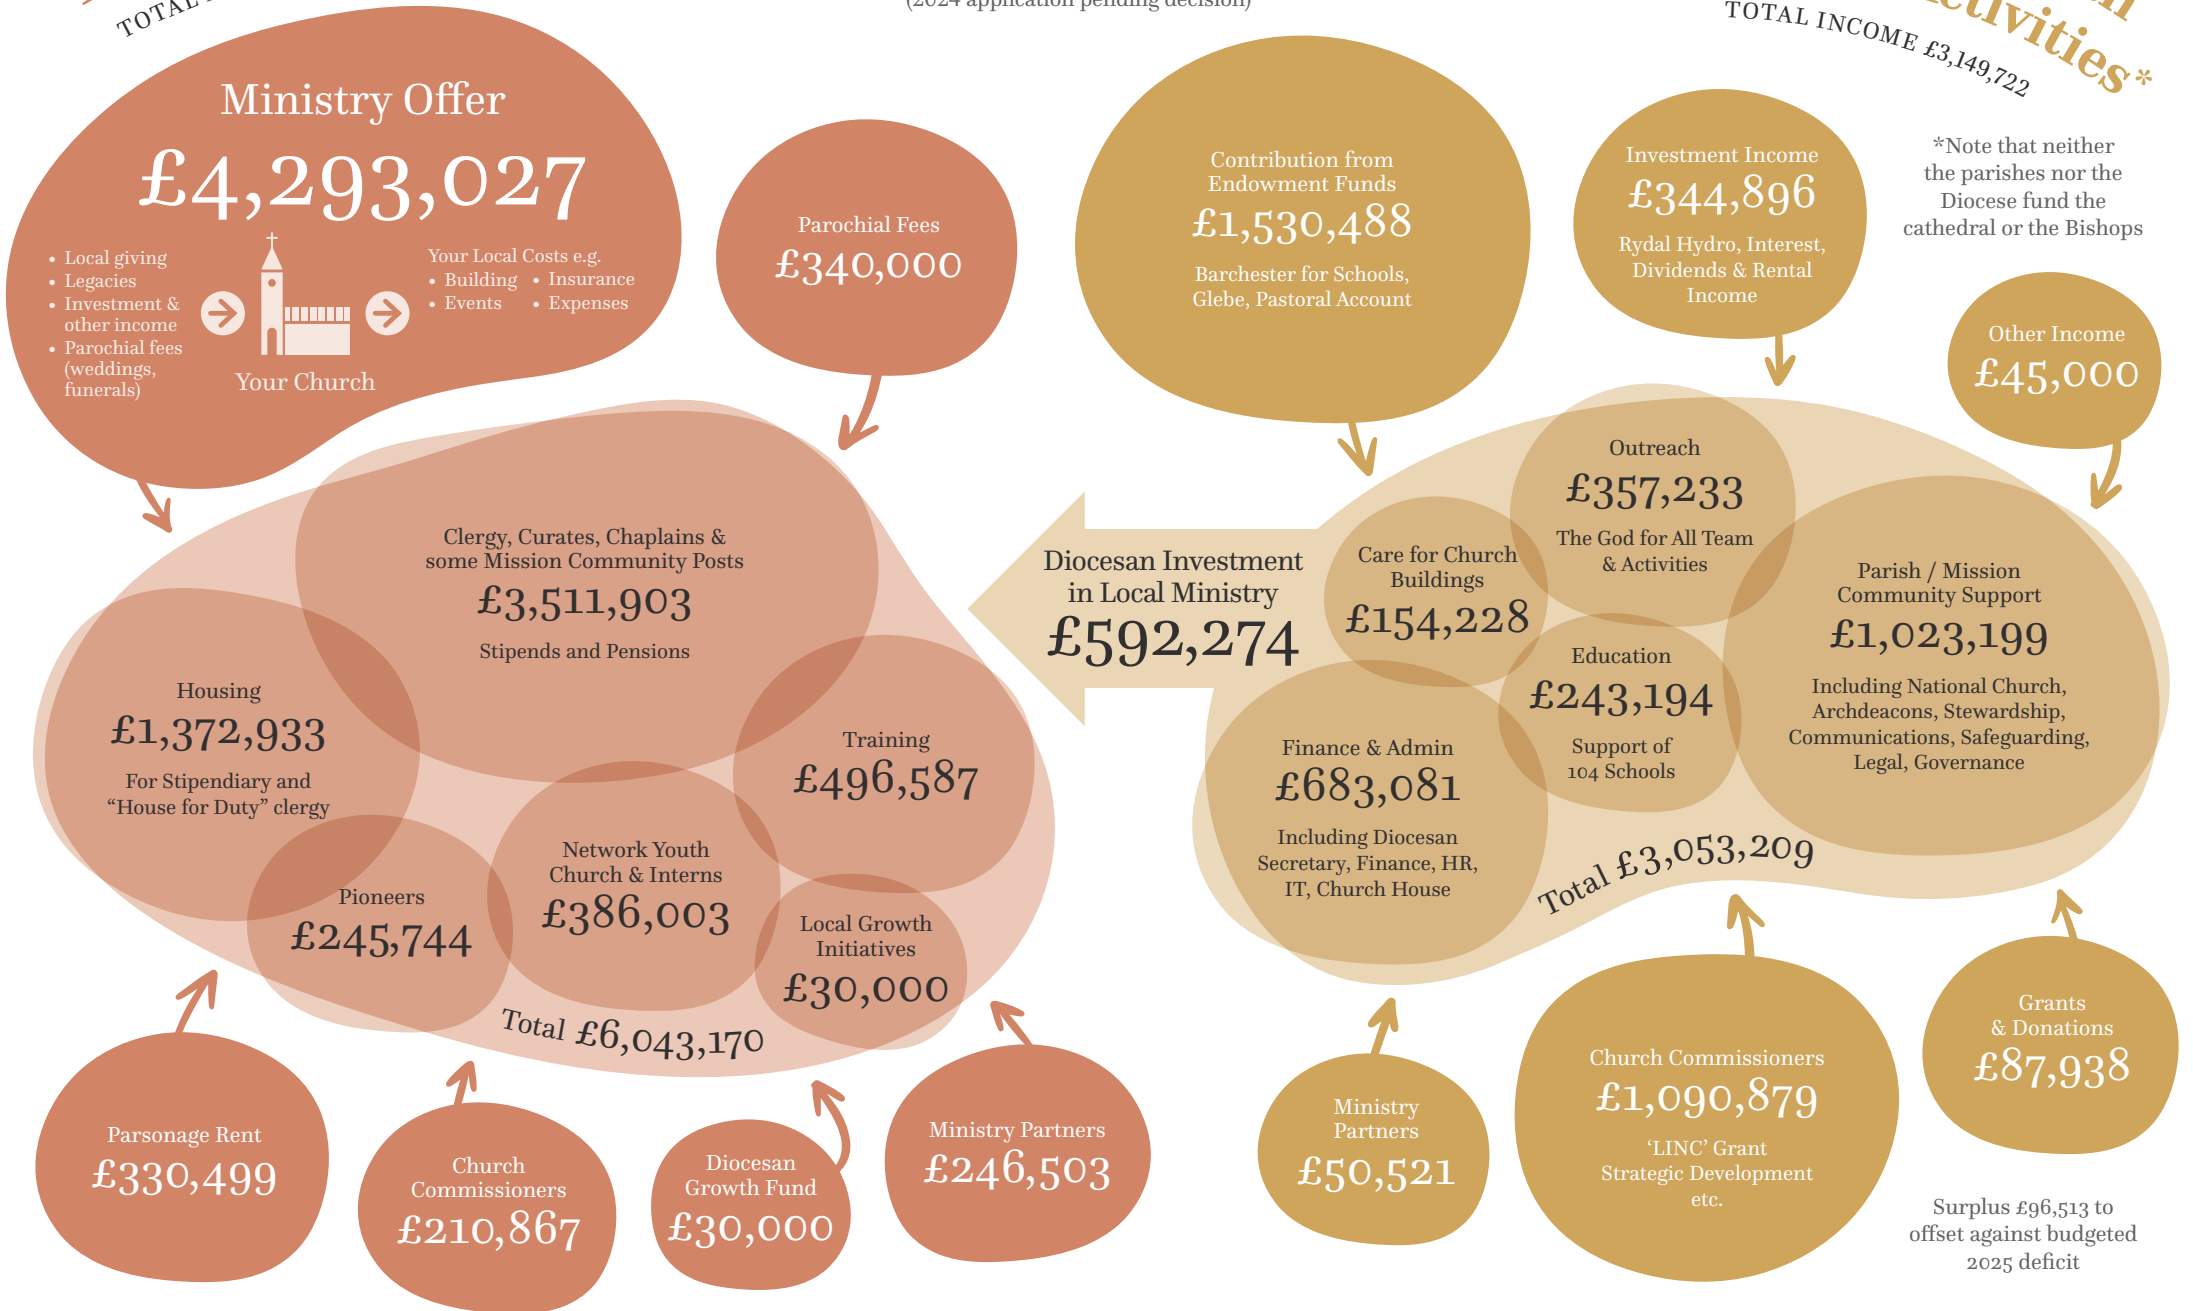 TOTAL
(2024 application pending decision)
ctivities*
TOTAL INCOME £3,149,722
Ministry Offer
£4,293,027
• Local giving
• Legacies
• Investment &
other income
• Parochial fees
(weddings,
funerals)
Your Church
Your Local Costs e.g.
• Building • Insurance
• Events • Expenses
Parochial Fees
£340,000
Contribution from
Endowment Funds
£1,530,488
Barchester for Schools,
Glebe, Pastoral Account
Investment Income
£344,896
Rydal Hydro, Interest,
Dividends & Rental
Income
*Note that neither
the parishes nor the
Diocese fund the
cathedral or the Bishops
Other Income
£45,000
Clergy, Curates, Chaplains &
some Mission Community Posts
£3,511,903
Stipends and Pensions
Housing
£1,372,933
For Stipendiary and
“House for Duty” clergy
Training
£496,587
Pioneers
£245,744
Network Youth
Church & Interns
£386,003
Local Growth
Initiatives
£30,000
Total £6,043,170
Diocesan Investment
in Local Ministry
£592,274
Outreach
£357,233
The God for All Team
& Activities
Care for Church
Buildings
£154,228
Parish / Mission
Community Support
£1,023,199
Including National Church,
Archdeacons, Stewardship,
Communications, Safeguarding,
Legal, Governance
Education
£243,194
Support of
104 Schools
Finance & Admin
£683,081
Including Diocesan
Secretary, Finance, HR,
IT, Church House
Total £3,053,209
Parsonage Rent
£330,499
Church
Commissioners
£210,867
Diocesan
Growth Fund
£30,000
Ministry Partners
£246,503
Ministry
Partners
£50,521
Church Commissioners
£1,090,879
‘LINC’ Grant
Strategic Development
etc.
Grants
& Donations
£87,938
Surplus £96,513 to
offset against budgeted
2025 deficit